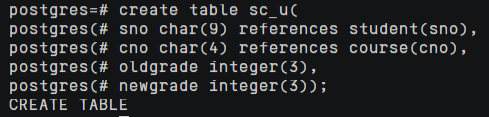 postgres=# create table sc_u(
postgres(# sno char(9) references student(sno),
postgres(# cno char(4) references course(cno),
postgres(# oldgrade integer(3),
postgres(# newgrade integer(3));
CREATE TABLE